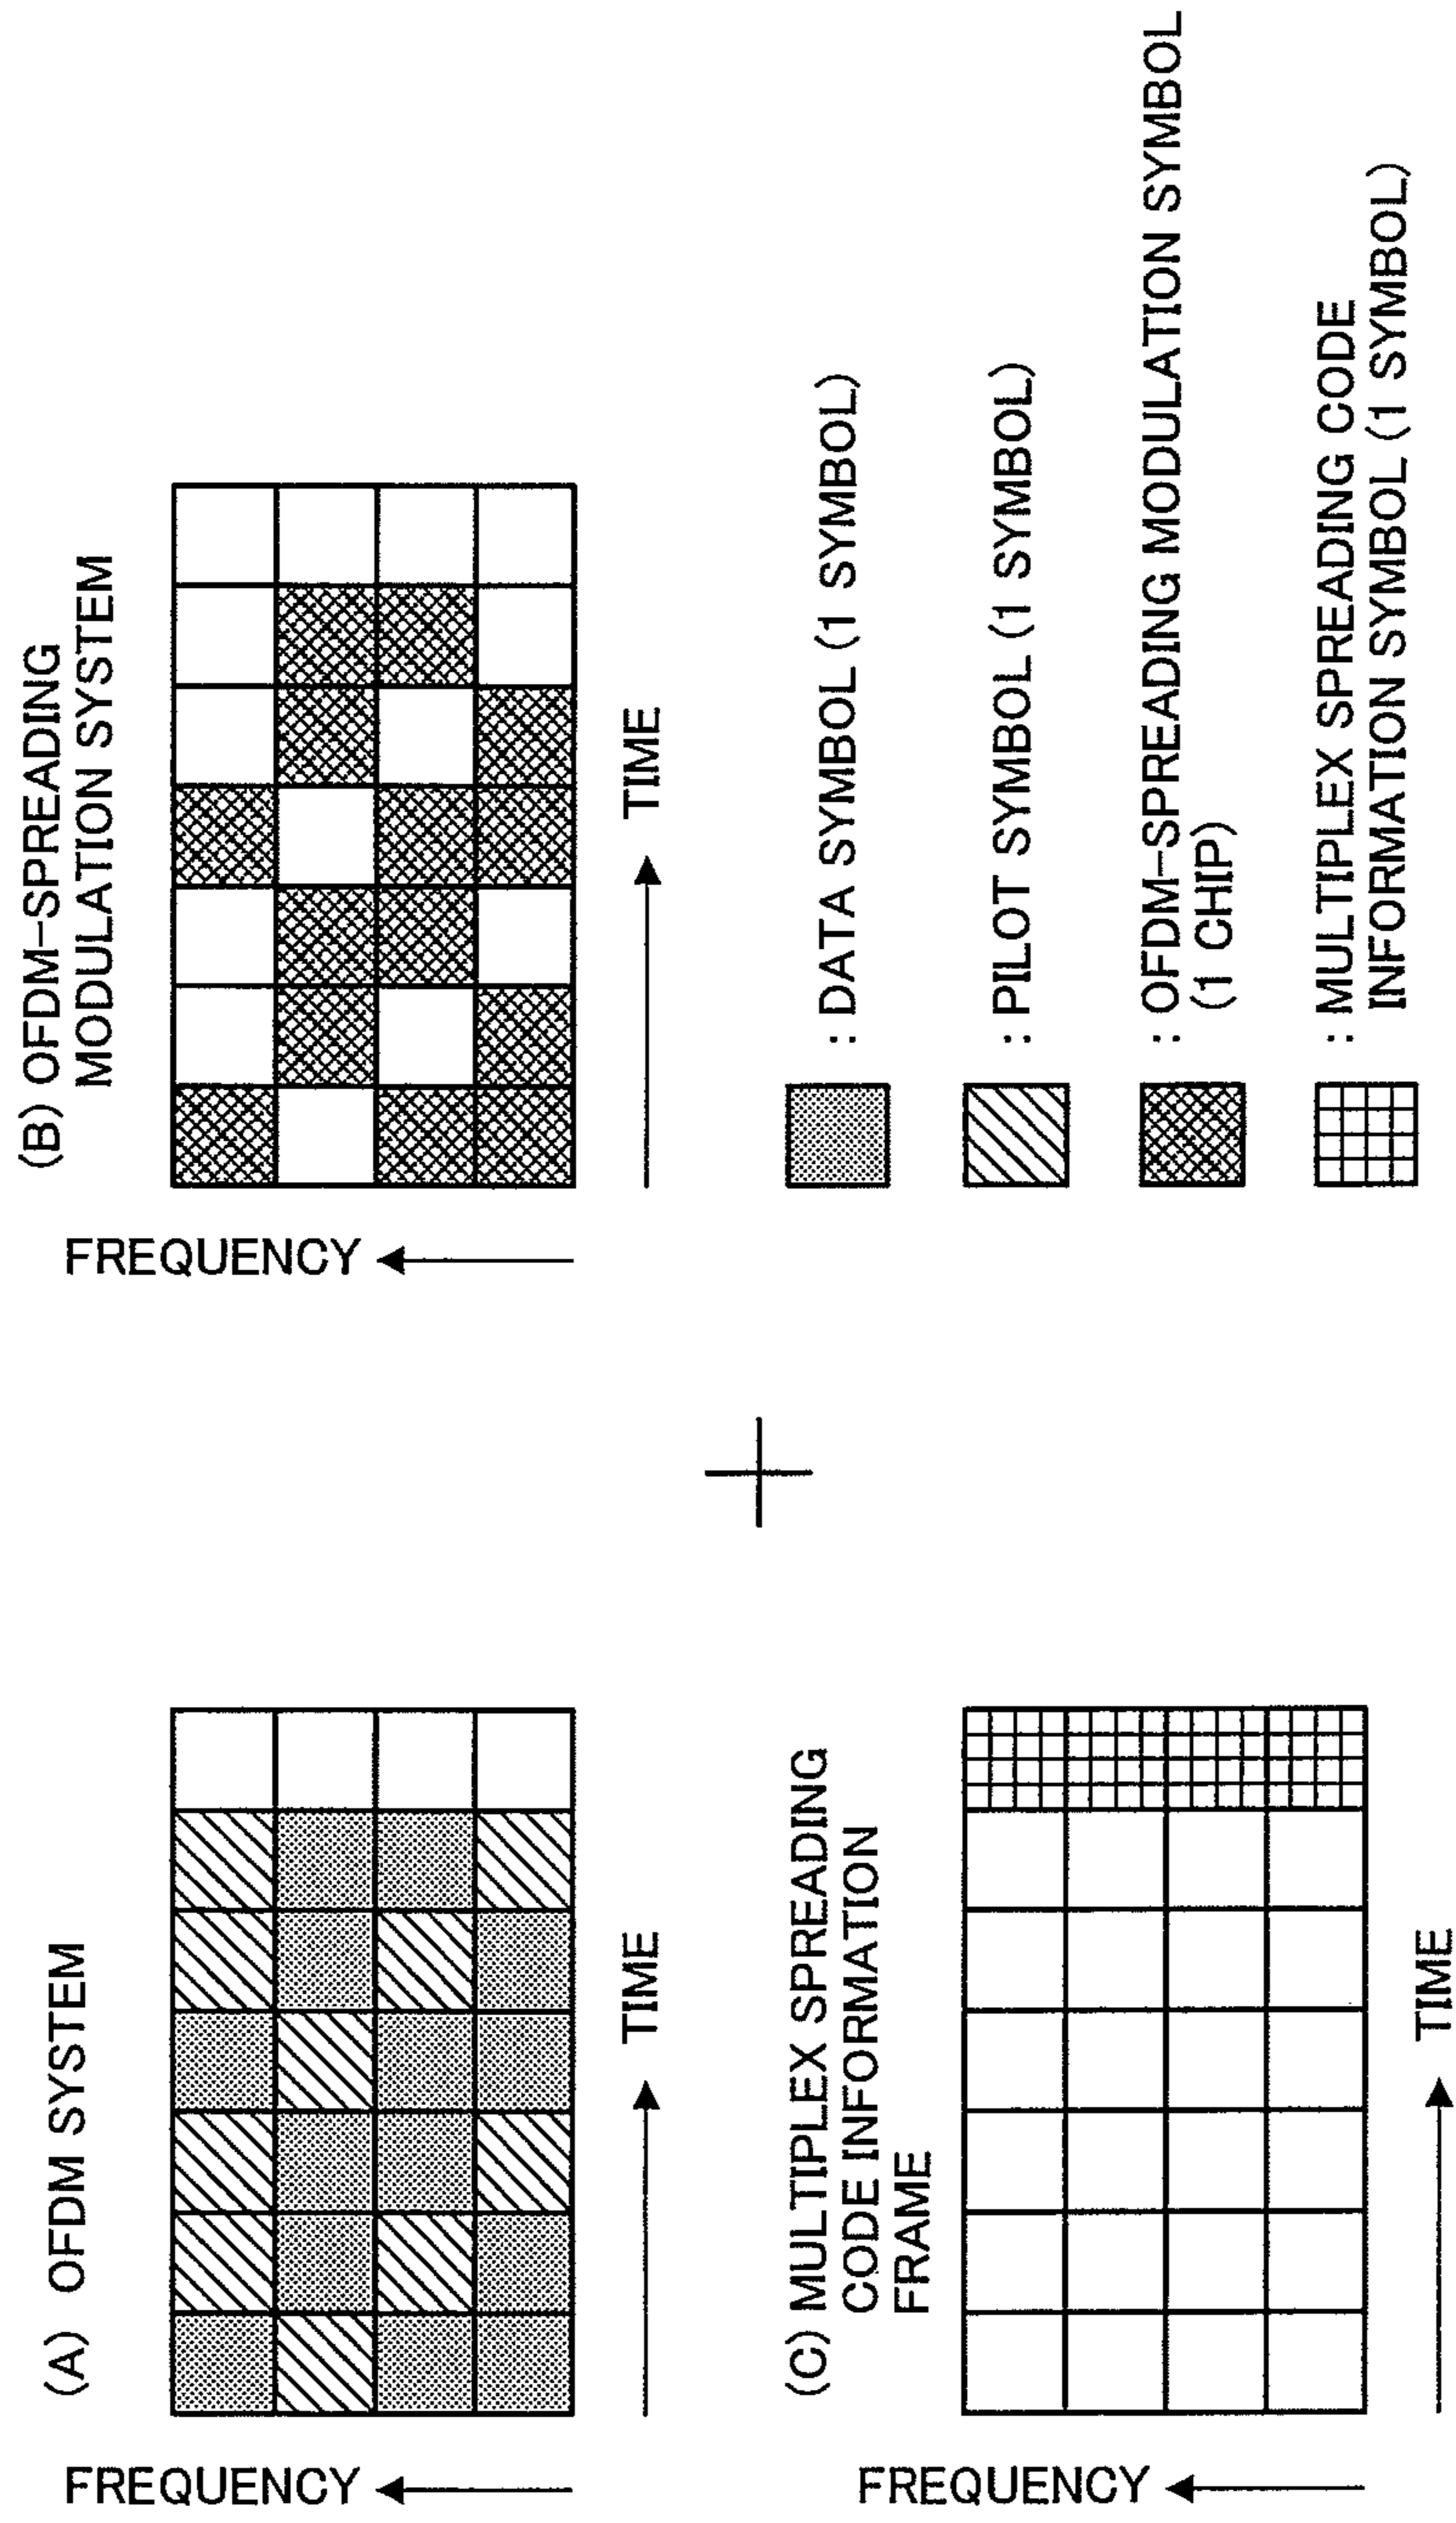 (A) OFDM SYSTEM
FREQUENCY
TIME
(B) OFDM-SPREADING
MODULATION SYSTEM
FREQUENCY
TIME
(C) MULTIPLEX SPREADING
CODE INFORMATION
FRAME
FREQUENCY
TIME
: DATA SYMBOL (1 SYMBOL)
: PILOT SYMBOL (1 SYMBOL)
: OFDM-SPREADING MODULATION SYMBOL
(1 CHIP)
: MULTIPLEX SPREADING CODE
INFORMATION SYMBOL (1 SYMBOL)